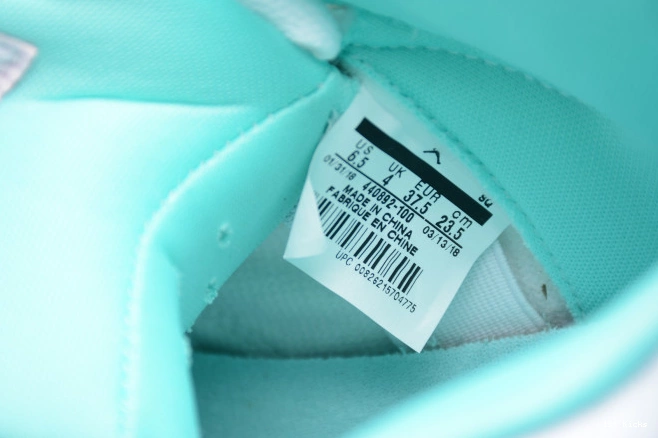 SQ
US UK EUR cm
6.5 4 37.5 23.5
01/31/18 440892-100 03/13/18
MADE IN CHINA
FABRIQUE EN CHINE
UPC 00826215704775